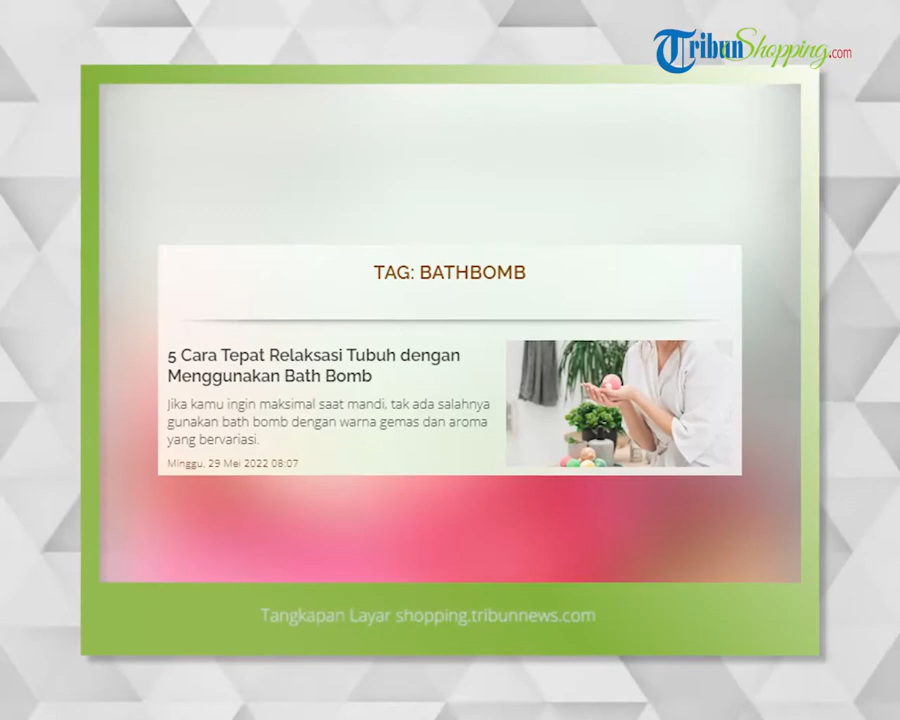 TribunShopping.com
TAG: BATHBOMB
5 Cara Tepat Relaksasi Tubuh dengan
Menggunakan Bath Bomb
Jika kamu ingin maksimal saat mandi, tak ada salahnya
gunakan bath bomb dengan warna gemas dan aroma
yang bervariasi.
Minggu, 29 Mei 2022 08:07
Tangkapan Layar shopping.tribunnews.com